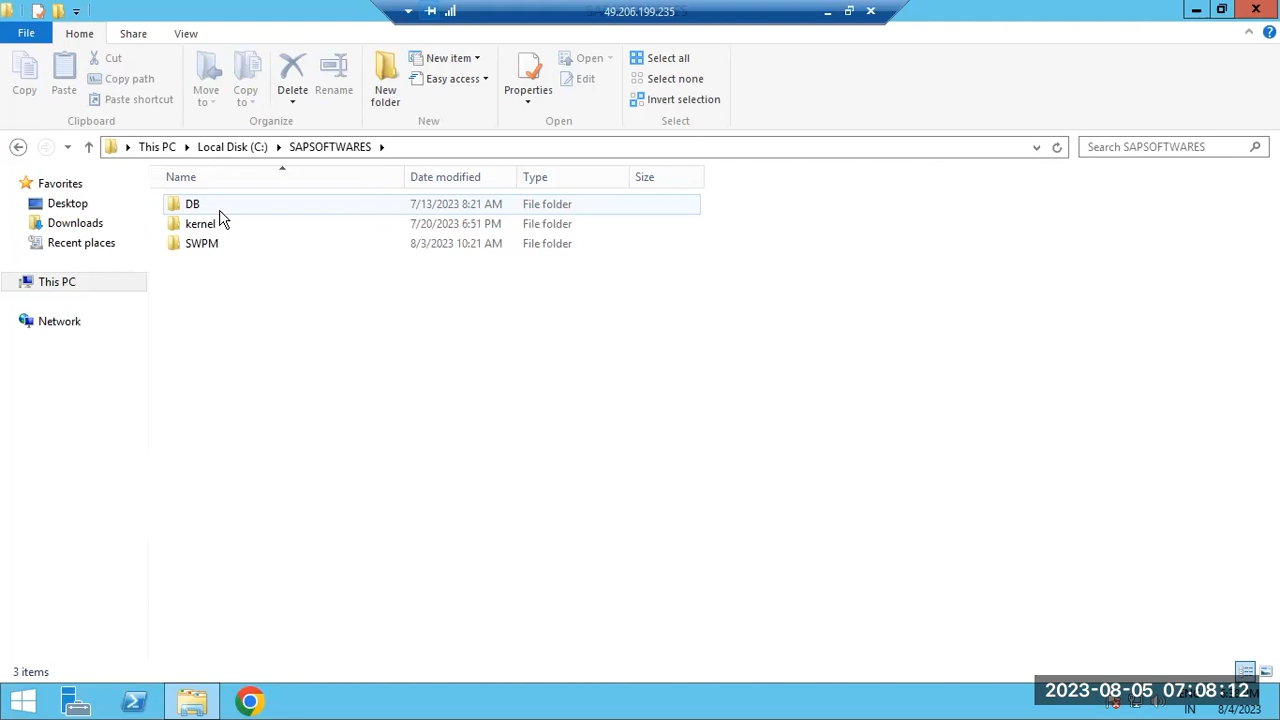 49.206.199.235
File
Home
Share
View
Copy
Paste
Cut
Copy path
Paste shortcut
Clipboard
Move to
Copy to
Delete
Rename
Organize
New folder
New item
Easy access
New
Properties
Open
Edit
Open
Select all
Select none
Invert selection
Select
This PC
Local Disk (C:)
SAPSOFTWARES
Search SAPSOFTWARES
Name
Date modified
Type
Size
Favorites
Desktop
Downloads
Recent places
This PC
Network
DB 7/13/2023 8:21 AM File folder
kernel 7/20/2023 6:51 PM File folder
SWPM 8/3/2023 10:21 AM File folder
3 items
2023-08-05 07:08:12
IN
8/4/2023